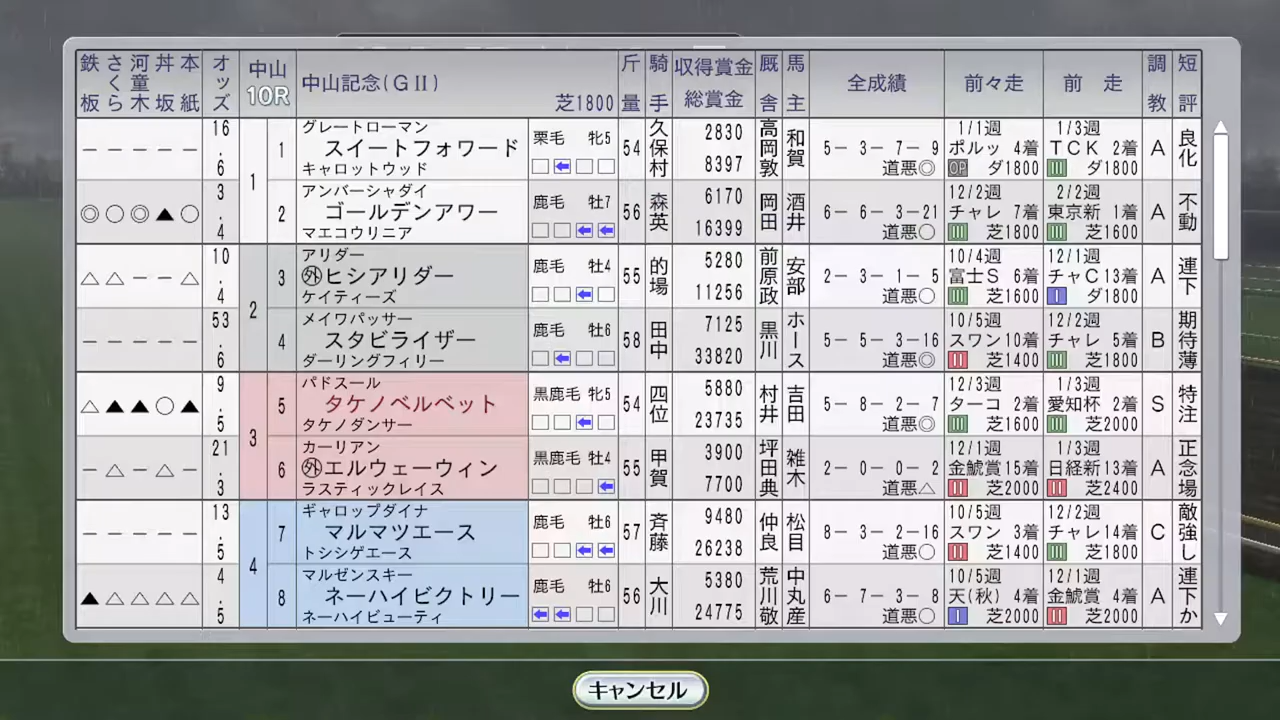 鉄板 さくら 河童木 丼坂 本紙 オッズ 中山10R 中山記念(GⅡ) 芝1800 斤量 騎手 収得賞金 総賞金 厩舎 馬主 全成績 前々走 前 走 調教 短評
－ － － － － 16.6 1 1 グレートローマン 栗毛 牝5 54 久保村 2830 高岡敦 和賀 5- 3- 7- 9 1/1週 1/3週 A 良化
スイートフォワード ポルッ 4着 TCK 2着
キャロットウッド 8397 道悪◎ OP ダ1800 Ⅲ ダ1800
◎ ○ ◎ ▲ ○ 3.4 2 アンバーシャダイ 鹿毛 牡7 56 森英 6170 岡田 酒井 6- 6- 3-21 12/2週 2/2週 A 不動
ゴールデンアワー チャレ 7着 東京新 1着
マエコウリニア 16399 道悪○ Ⅲ 芝1800 Ⅲ 芝1600
△ △ － － △ 10.4 2 3 アリダー 鹿毛 牡4 55 的場 5280 前原政 安部 2- 3- 1- 5 10/4週 12/1週 A 連下
外ヒシアリダー 富士S 6着 チャC 13着
ケイティーズ 11256 道悪○ Ⅲ 芝1600 Ⅰ ダ1800
－ － － － － 53.6 4 メイワパッサー 鹿毛 牡6 58 田中 7125 黒川 ホース 5- 5- 3-16 10/5週 12/2週 B 期待薄
スタビライザー スワン 10着 チャレ 5着
ダーリングフィリー 33820 道悪◎ Ⅱ 芝1400 Ⅲ 芝1800
△ ▲ ▲ ○ ▲ 9.5 3 5 パドスール 黒鹿毛 牝5 54 四位 5880 村井 吉田 5- 8- 2- 7 12/3週 1/3週 S 特注
タケノベルベット ターコ 2着 愛知杯 2着
タケノダンサー 23735 道悪◎ Ⅲ 芝1600 Ⅲ 芝2000
－ △ － △ － 21.3 6 カーリアン 黒鹿毛 牡4 55 甲賀 3900 坪田典 雑木 2- 0- 0- 2 12/1週 1/3週 A 正念場
外エルウェーウィン 金鯱賞 15着 日経新 13着
ラスティックレイス 7700 道悪△ Ⅱ 芝2000 Ⅱ 芝2400
－ － － － － 13.5 4 7 ギャロップダイナ 鹿毛 牡6 57 斉藤 9480 仲良 松目 8- 3- 2-16 10/5週 12/2週 C 敵強し
マルマツエース スワン 3着 チャレ 14着
トシシゲエース 26238 道悪○ Ⅱ 芝1400 Ⅲ 芝1800
▲ △ △ △ △ 4.5 8 マルゼンスキー 鹿毛 牡6 56 大川 5380 荒川敬 中丸産 6- 7- 3- 8 10/5週 12/1週 A 連下か
ネーハイビクトリー 天(秋) 4着 金鯱賞 4着
ネーハイビューティ 24775 道悪○ Ⅰ 芝2000 Ⅱ 芝2000
キャンセル